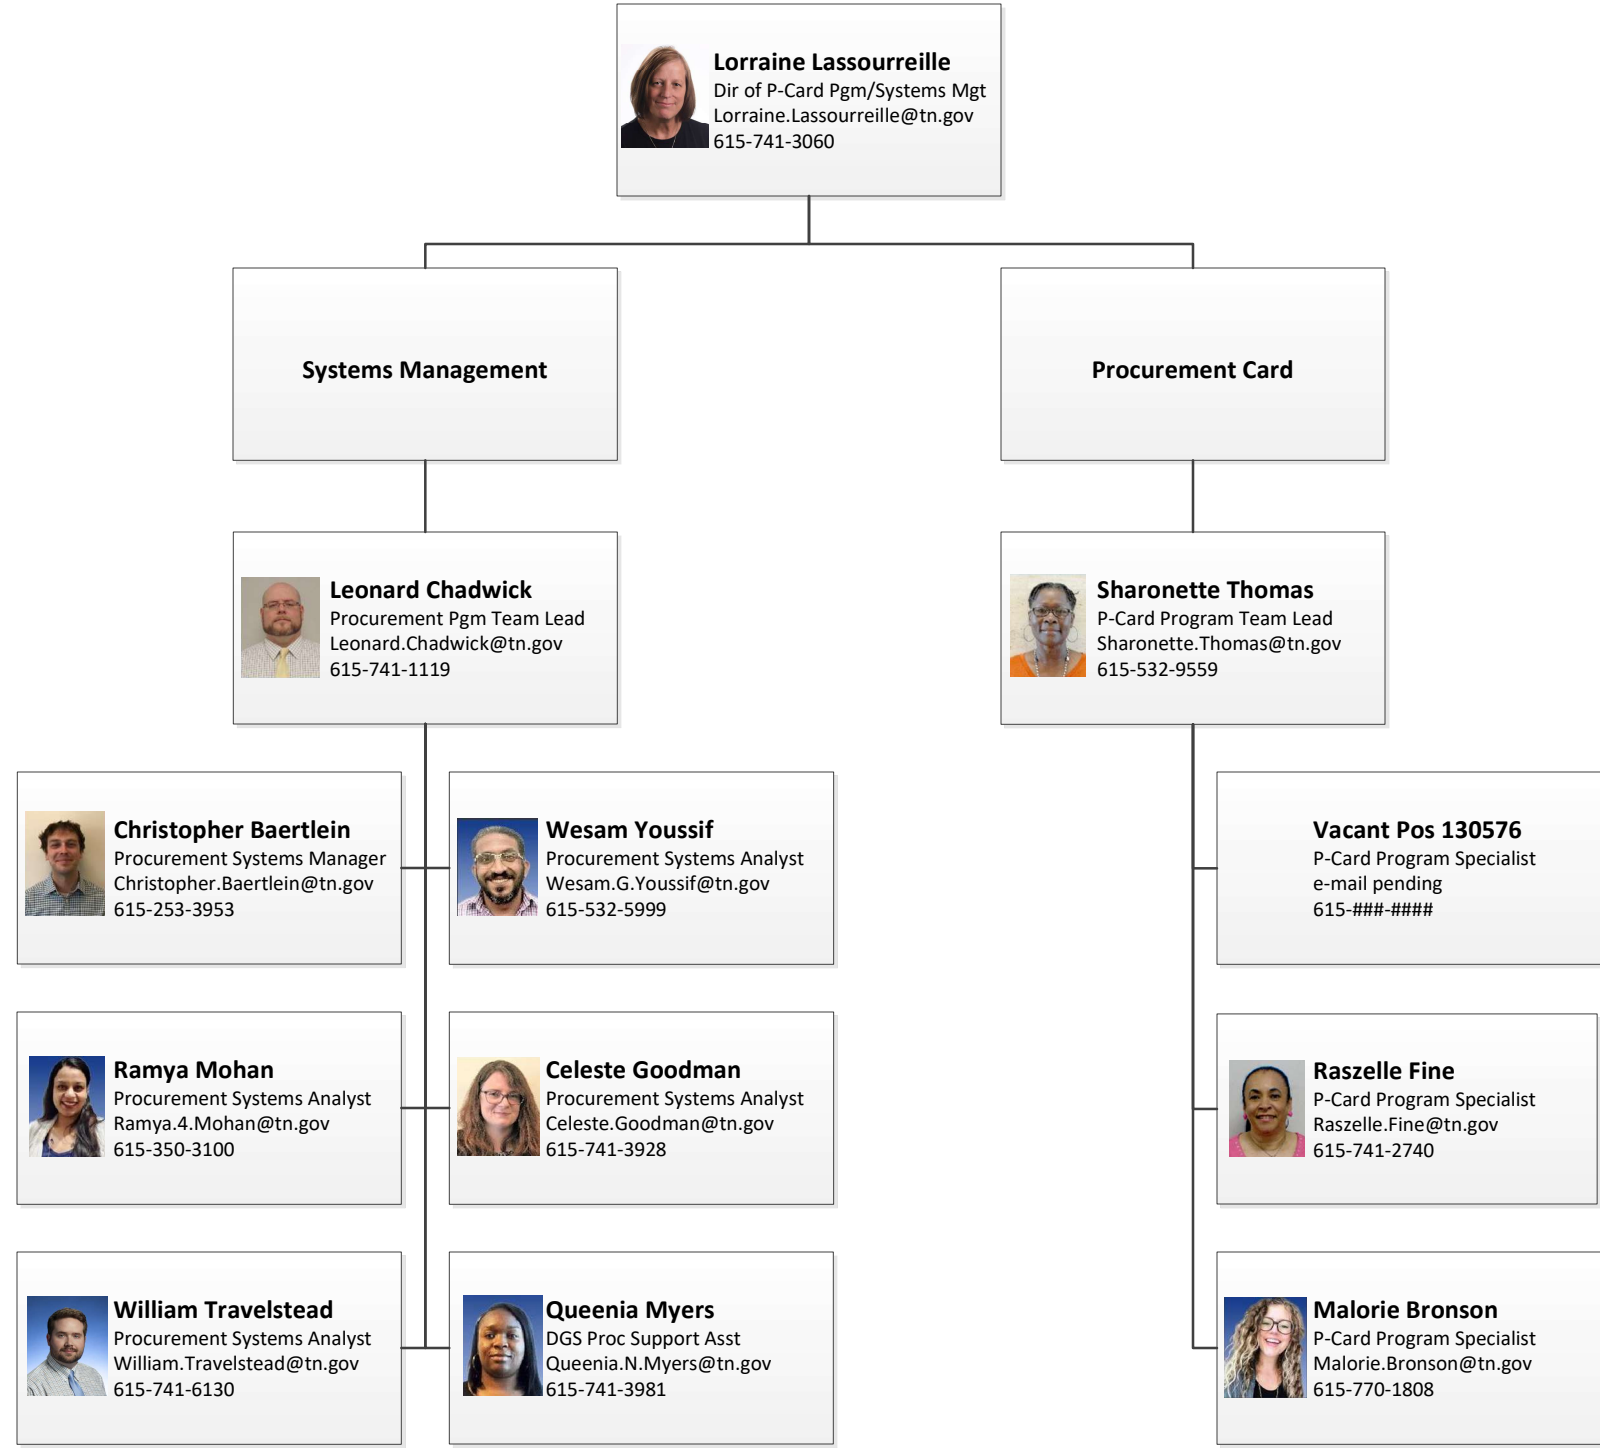 Lorraine Lassourreille
Dir of P-Card Pgm/Systems Mgt
Lorraine.Lassourreille@tn.gov
615-741-3060
Systems Management
Procurement Card
Leonard Chadwick
Procurement Pgm Team Lead
Leonard.Chadwick@tn.gov
615-741-1119
Sharonette Thomas
P-Card Program Team Lead
Sharonette.Thomas@tn.gov
615-532-9559
Christopher Baertlein
Procurement Systems Manager
Christopher.Baertlein@tn.gov
615-253-3953
Wesam Youssif
Procurement Systems Analyst
Wesam.G.Youssif@tn.gov
615-532-5999
Vacant Pos 130576
P-Card Program Specialist
e-mail pending
615-###-####
Ramya Mohan
Procurement Systems Analyst
Ramya.4.Mohan@tn.gov
615-350-3100
Celeste Goodman
Procurement Systems Analyst
Celeste.Goodman@tn.gov
615-741-3928
Raszelle Fine
P-Card Program Specialist
Raszelle.Fine@tn.gov
615-741-2740
William Travelstead
Procurement Systems Analyst
William.Travelstead@tn.gov
615-741-6130
Queenia Myers
DGS Proc Support Asst
Queenia.N.Myers@tn.gov
615-741-3981
Malorie Bronson
P-Card Program Specialist
Malorie.Bronson@tn.gov
615-770-1808